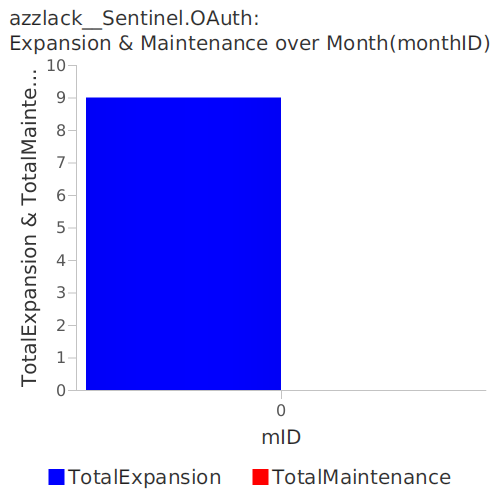 azzlack__Sentinel.OAuth:
Expansion & Maintenance over Month(monthID)
TotalExpansion & TotalMainte...
10
9
8
7
6
5
4
3
2
1
0
0
mID
TotalExpansion TotalMaintenance